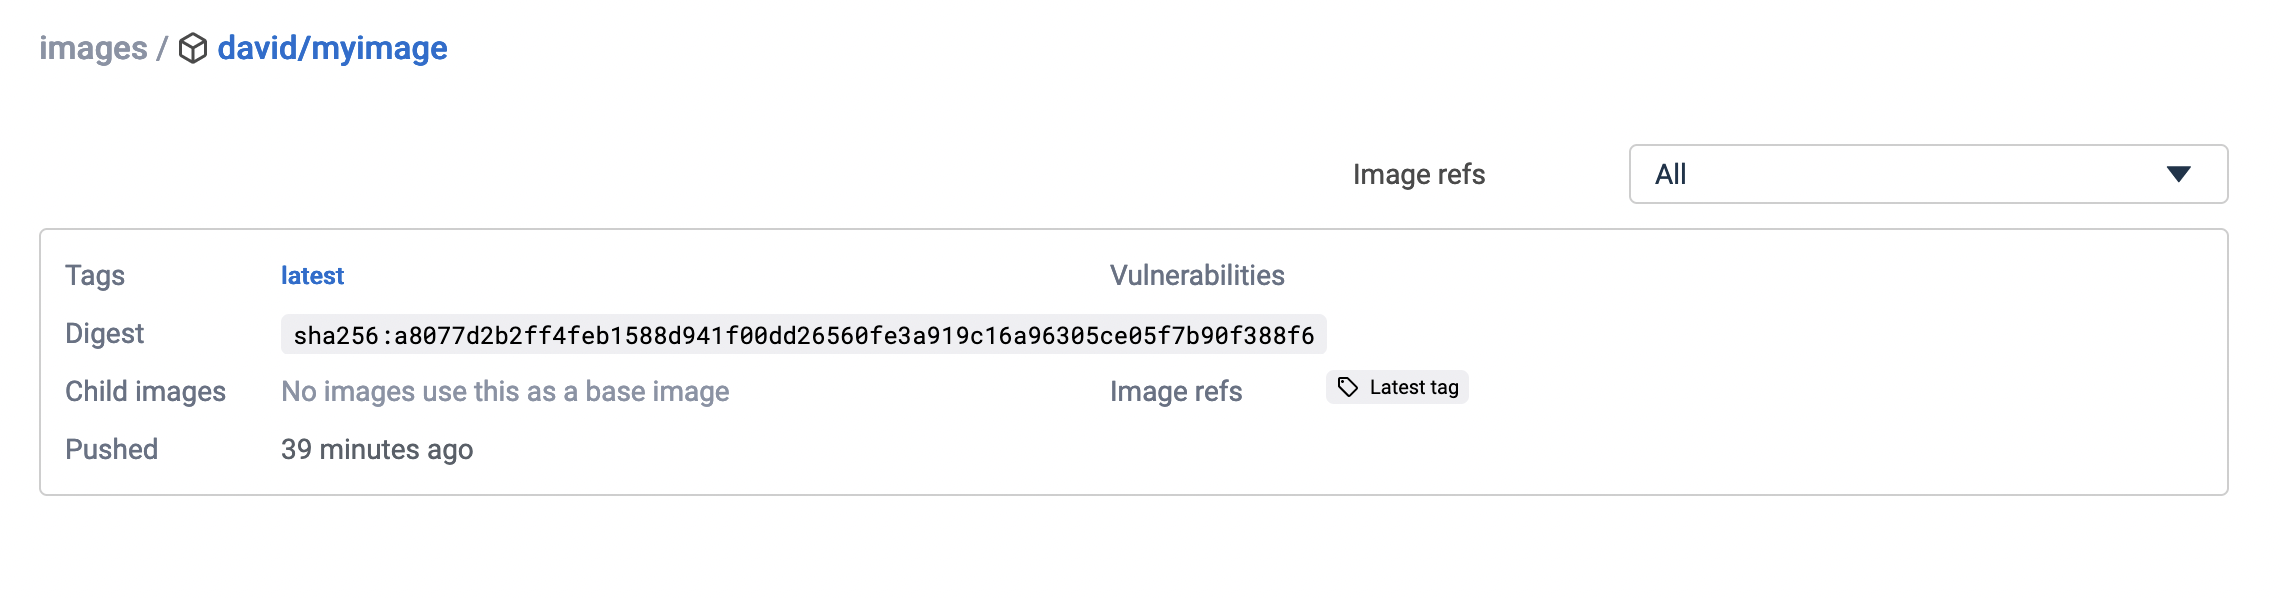 images / david/myimage
Image refs All
Tags latest Vulnerabilities
Digest sha256:a8077d2b2ff4feb1588d941f00dd26560fe3a919c16a96305ce05f7b90f388f6
Child images No images use this as a base image Image refs Latest tag
Pushed 39 minutes ago